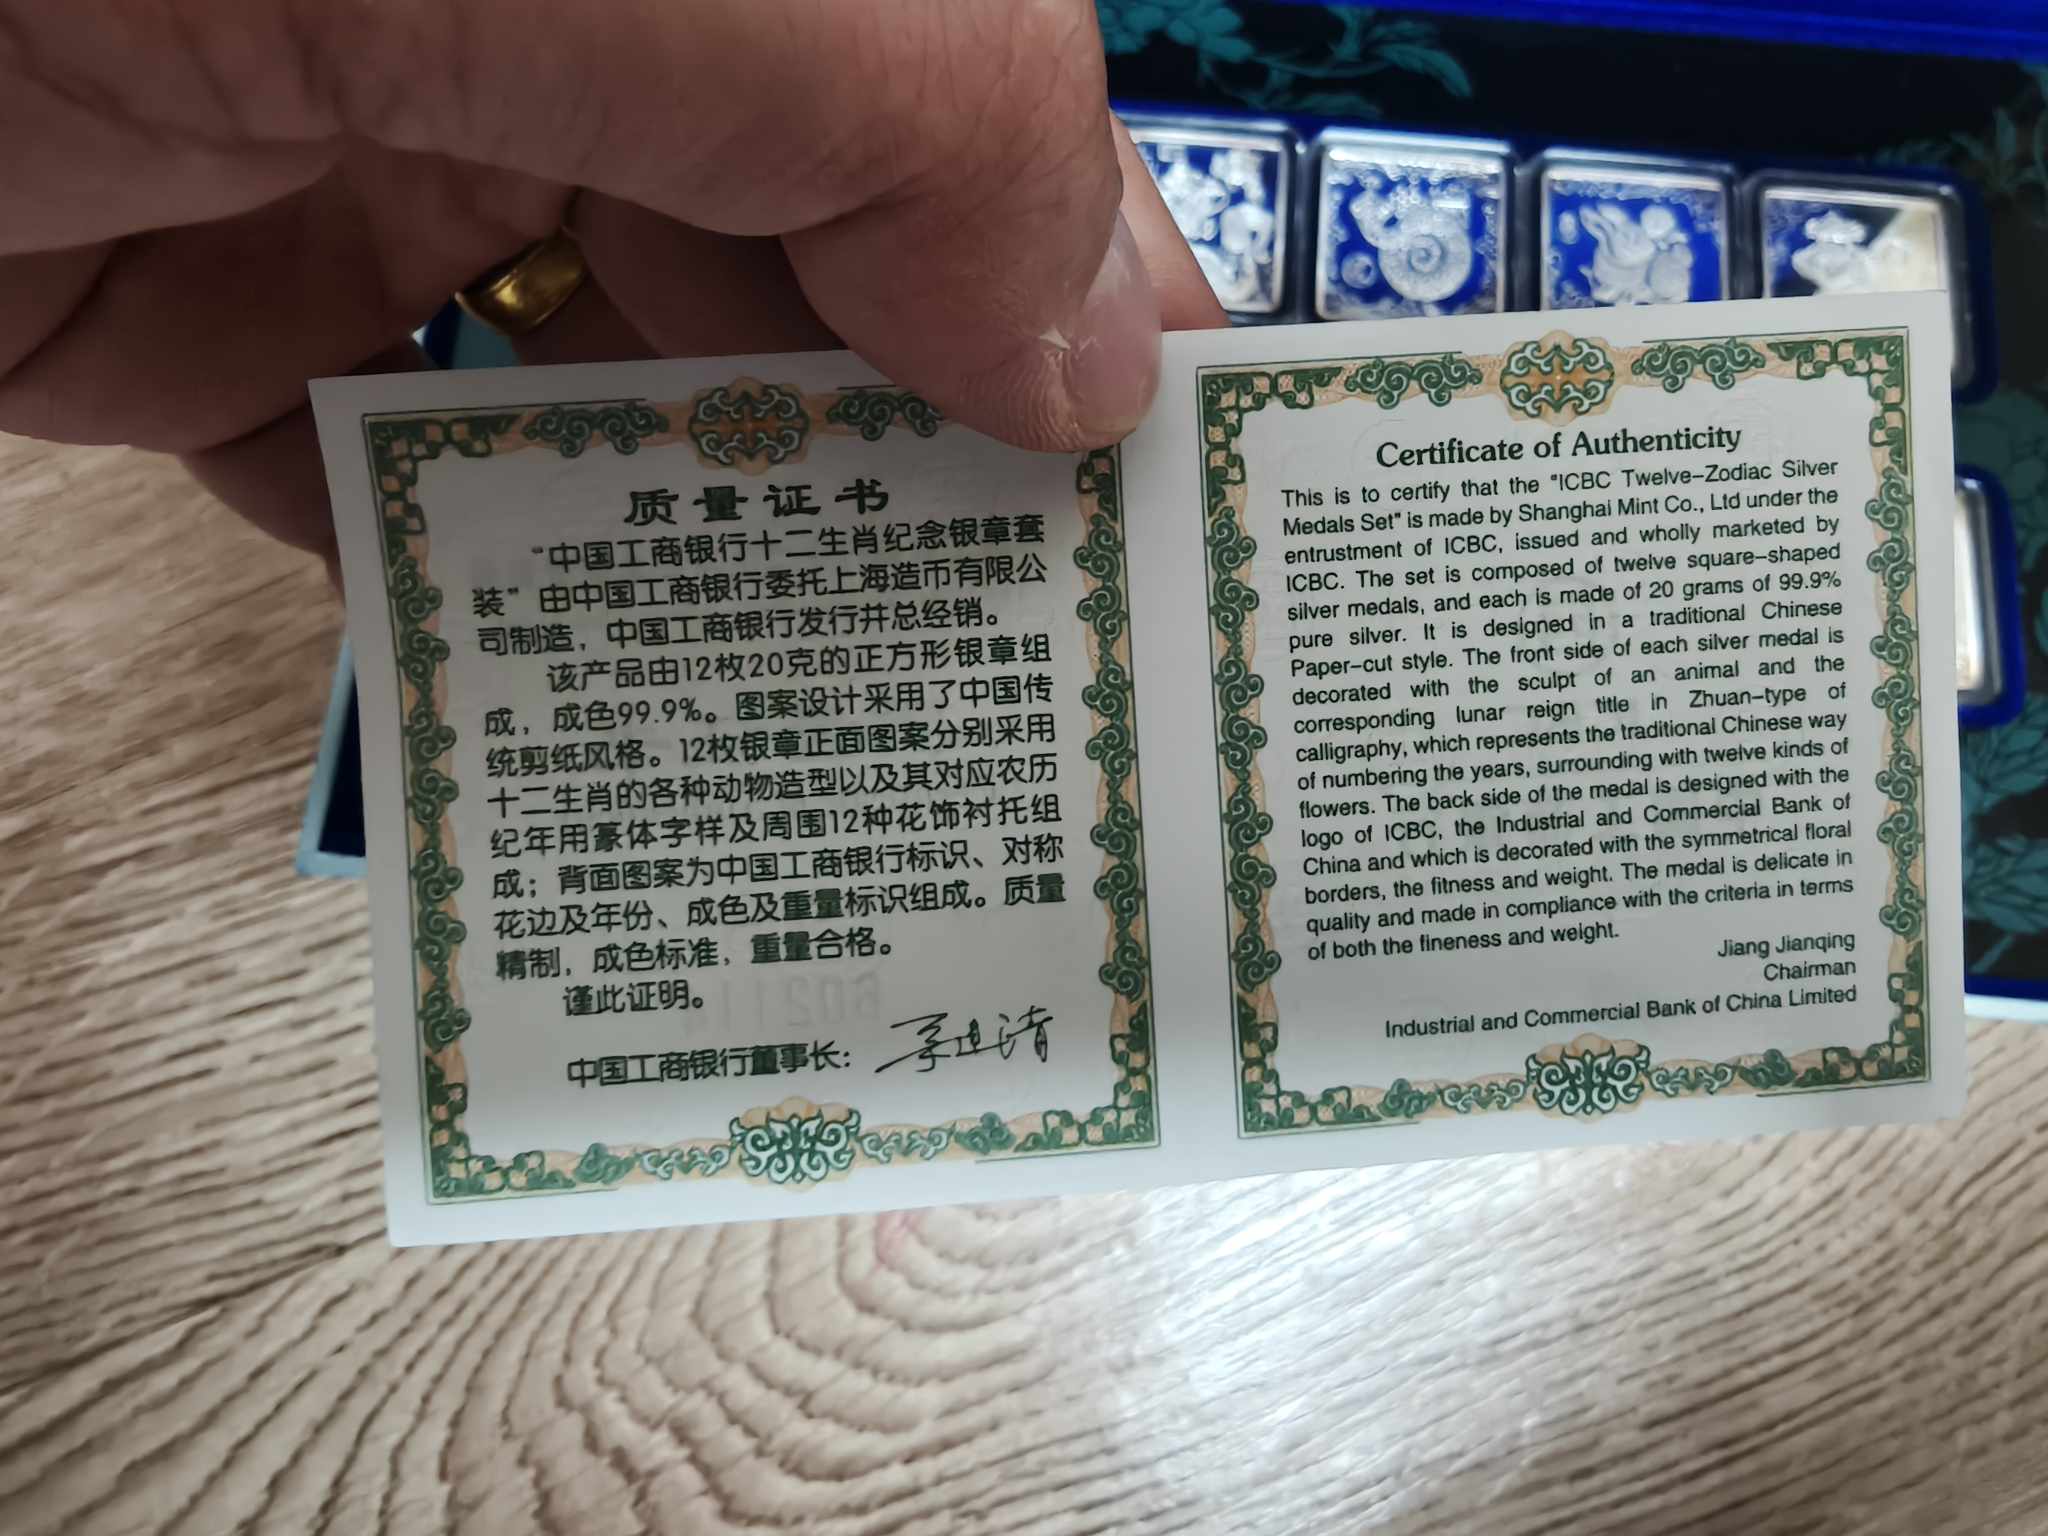 质量证书
“中国工商银行十二生肖纪念银章套
装”由中国工商银行委托上海造币有限公
司制造，中国工商银行发行并总经销。
该产品由12枚20克的正方形银章组
成，成色99.9%。图案设计采用了中国传
统剪纸风格。12枚银章正面图案分别采用
十二生肖的各种动物造型以及其对应农历
纪年用篆体字样及周围12种花饰衬托组
成；背面图案为中国工商银行标识、对称
花边及年份、成色及重量标识组成。质量
精制，成色标准，重量合格。
谨此证明。
中国工商银行董事长：
Certificate of Authenticity
This is to certify that the "ICBC Twelve-Zodiac Silver
Medals Set" is made by Shanghai Mint Co., Ltd under the
entrustment of ICBC, issued and wholly marketed by
ICBC. The set is composed of twelve square-shaped
silver medals, and each is made of 20 grams of 99.9%
pure silver. It is designed in a traditional Chinese
Paper-cut style. The front side of each silver medal is
decorated with the sculpt of an animal and the
corresponding lunar reign title in Zhuan-type of
calligraphy, which represents the traditional Chinese way
of numbering the years, surrounding with twelve kinds of
flowers. The back side of the medal is designed with the
logo of ICBC, the Industrial and Commercial Bank of
China and which is decorated with the symmetrical floral
borders, the fitness and weight. The medal is delicate in
quality and made in compliance with the criteria in terms
of both the fineness and weight.
Jiang Jianqing
Chairman
Industrial and Commercial Bank of China Limited